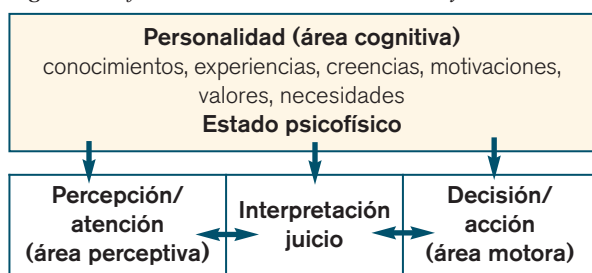 Personalidad (área cognitiva)
conocimientos, experiencias, creencias, motivaciones,
valores, necesidades
Estado psicofísico
Percepción/
atención
(área perceptiva)
Interpretación
juicio
Decisión/
acción
(área motora)